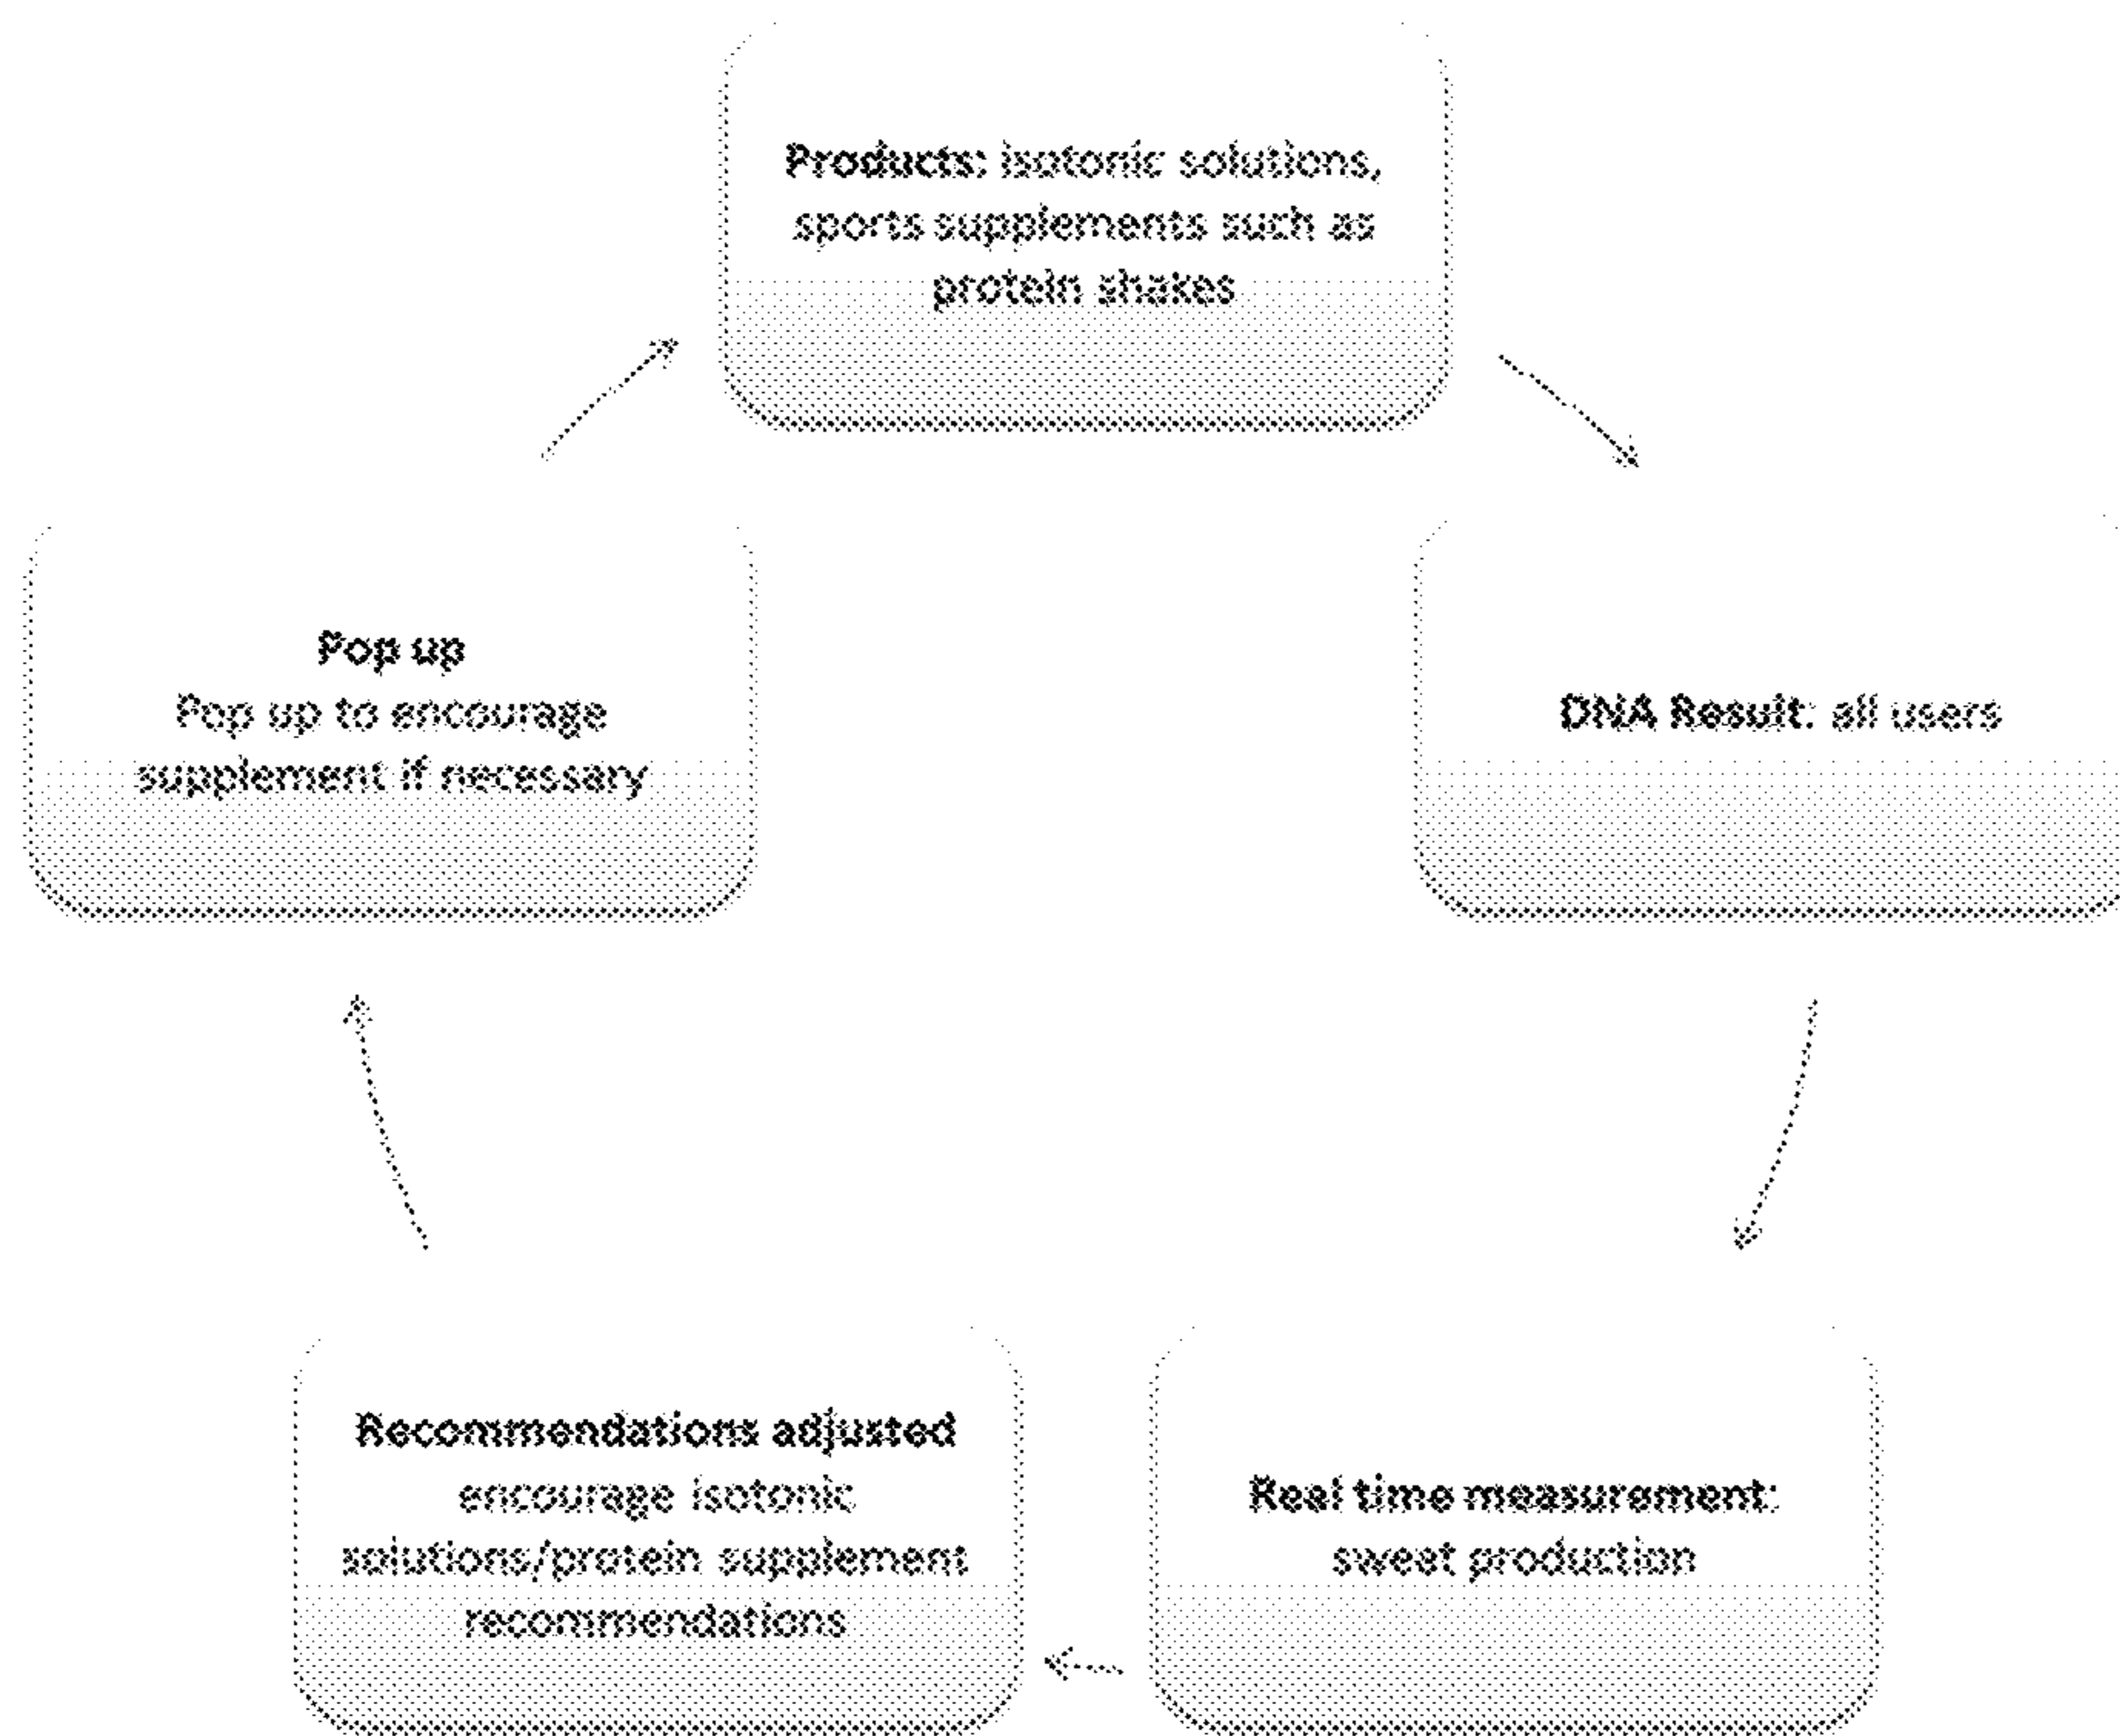 Products: isotonic solutions,
sports supplements such as
protein shakes
DNA Result: all users
Real time measurement:
sweat production
Recommendations adjusted
encourage isotonic
solutions/protein supplement
recommendations
Pop up
Pop up to encourage
supplement if necessary